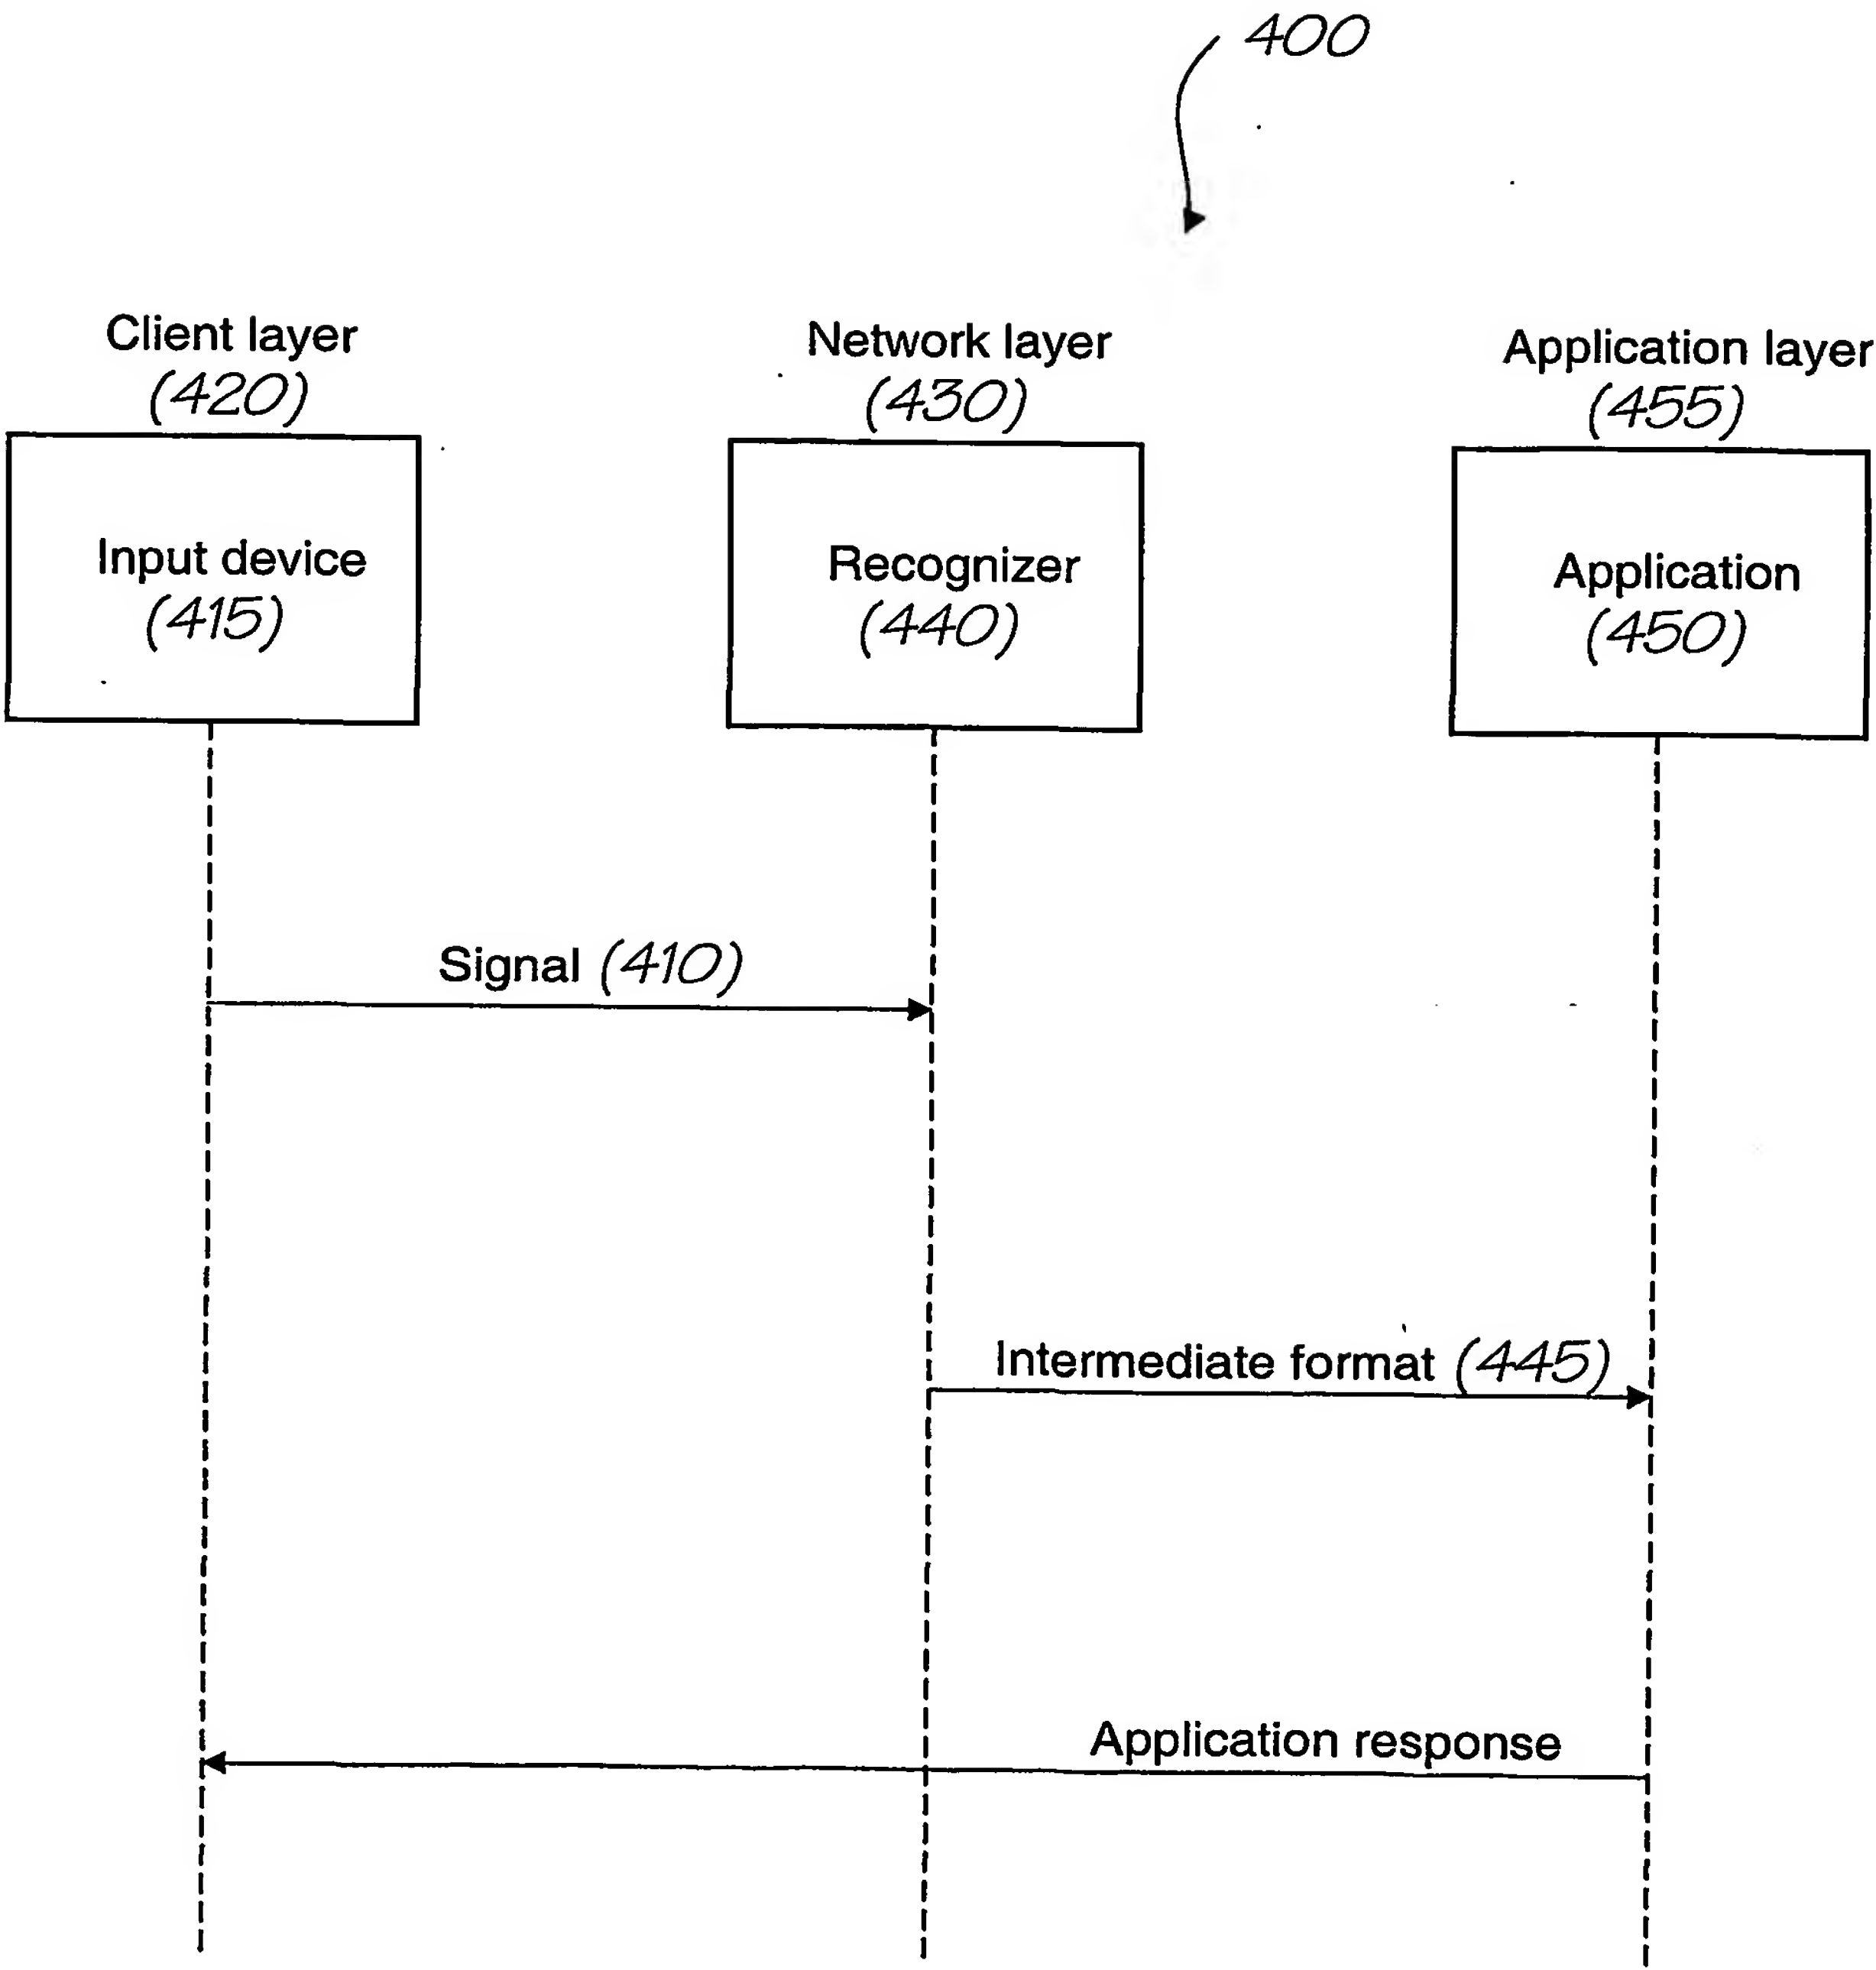 400
Client layer
(420)
Network layer
(430)
Application layer
(455)
Input device
(415)
Recognizer
(440)
Application
(450)
Signal (410)
Intermediate format (445)
Application response